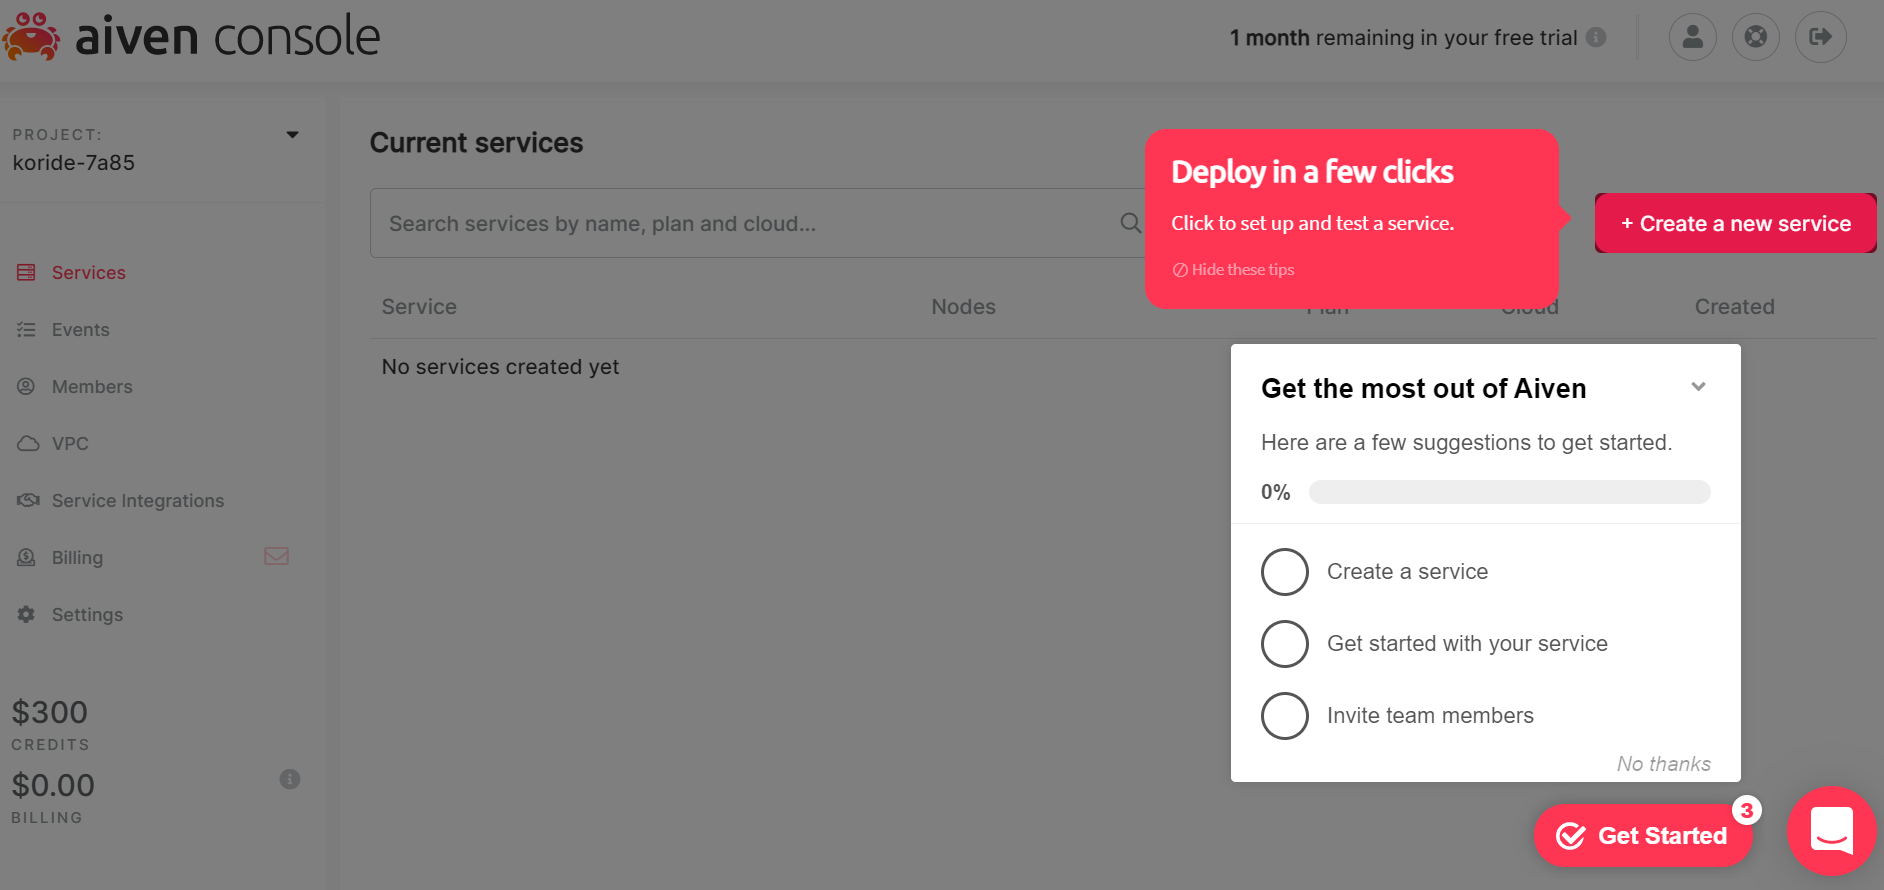 aiven console
1 month remaining in your free trial
PROJECT:
koride-7a85
Services
Events
Members
VPC
Service Integrations
Billing
Settings
$300
CREDITS
$0.00
BILLING
Current services
Search services by name, plan and cloud...
Deploy in a few clicks
Click to set up and test a service.
Hide these tips
+ Create a new service
Service Nodes Plan Cloud Created
No services created yet
Get the most out of Aiven
Here are a few suggestions to get started.
0%
Create a service
Get started with your service
Invite team members
No thanks
Get Started
3